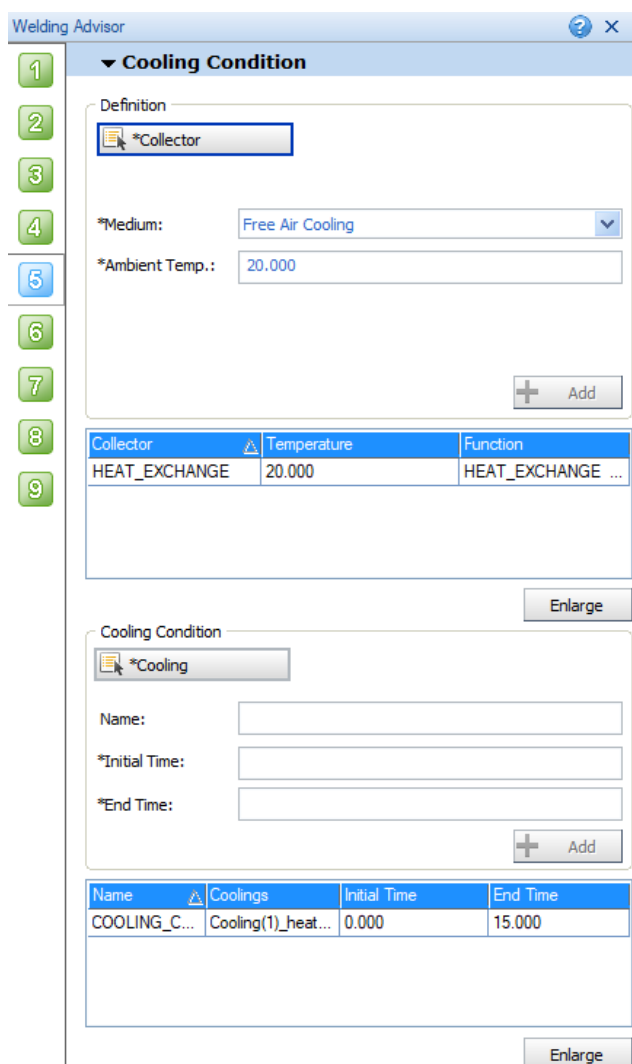 Welding Advisor
Cooling Condition
1
2
3
4
5
6
7
8
9
Definition
*Collector
*Medium: Free Air Cooling
*Ambient Temp.: 20.000
Add
Collector Temperature Function
HEAT_EXCHANGE 20.000 HEAT_EXCHANGE ...
Enlarge
Cooling Condition
*Cooling
Name:
*Initial Time:
*End Time:
Add
Name Coolings Initial Time End Time
COOLING_C... Cooling(1)_heat... 0.000 15.000
Enlarge